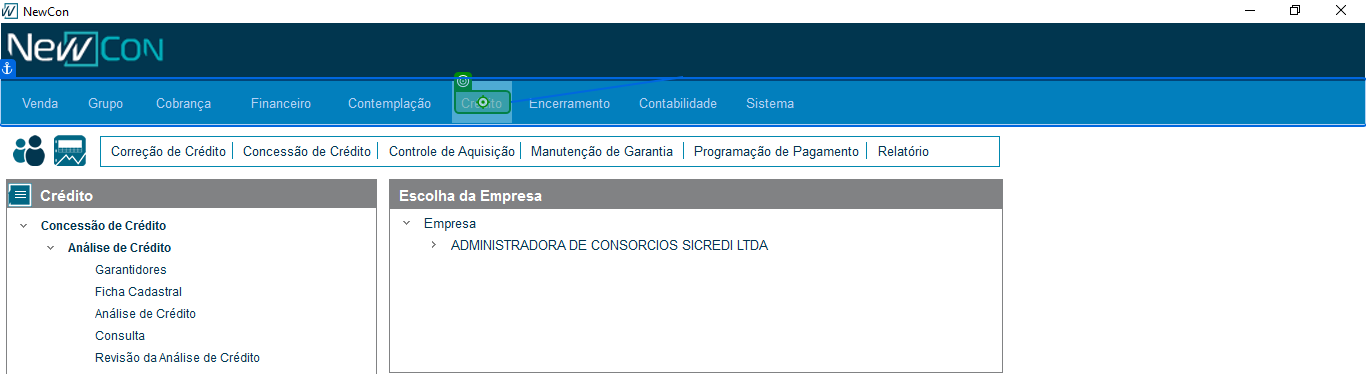 NewCon
NEWCON
Venda Grupo Cobrança Financeiro Contemplação Crédito Encerramento Contabilidade Sistema
Correção de Crédito Concessão de Crédito Controle de Aquisição Manutenção de Garantia Programação de Pagamento Relatório
Crédito
Concessão de Crédito
Análise de Crédito
Garantidores
Ficha Cadastral
Análise de Crédito
Consulta
Revisão da Análise de Crédito
Escolha da Empresa
Empresa
ADMINISTRADORA DE CONSORCIOS SICREDI LTDA